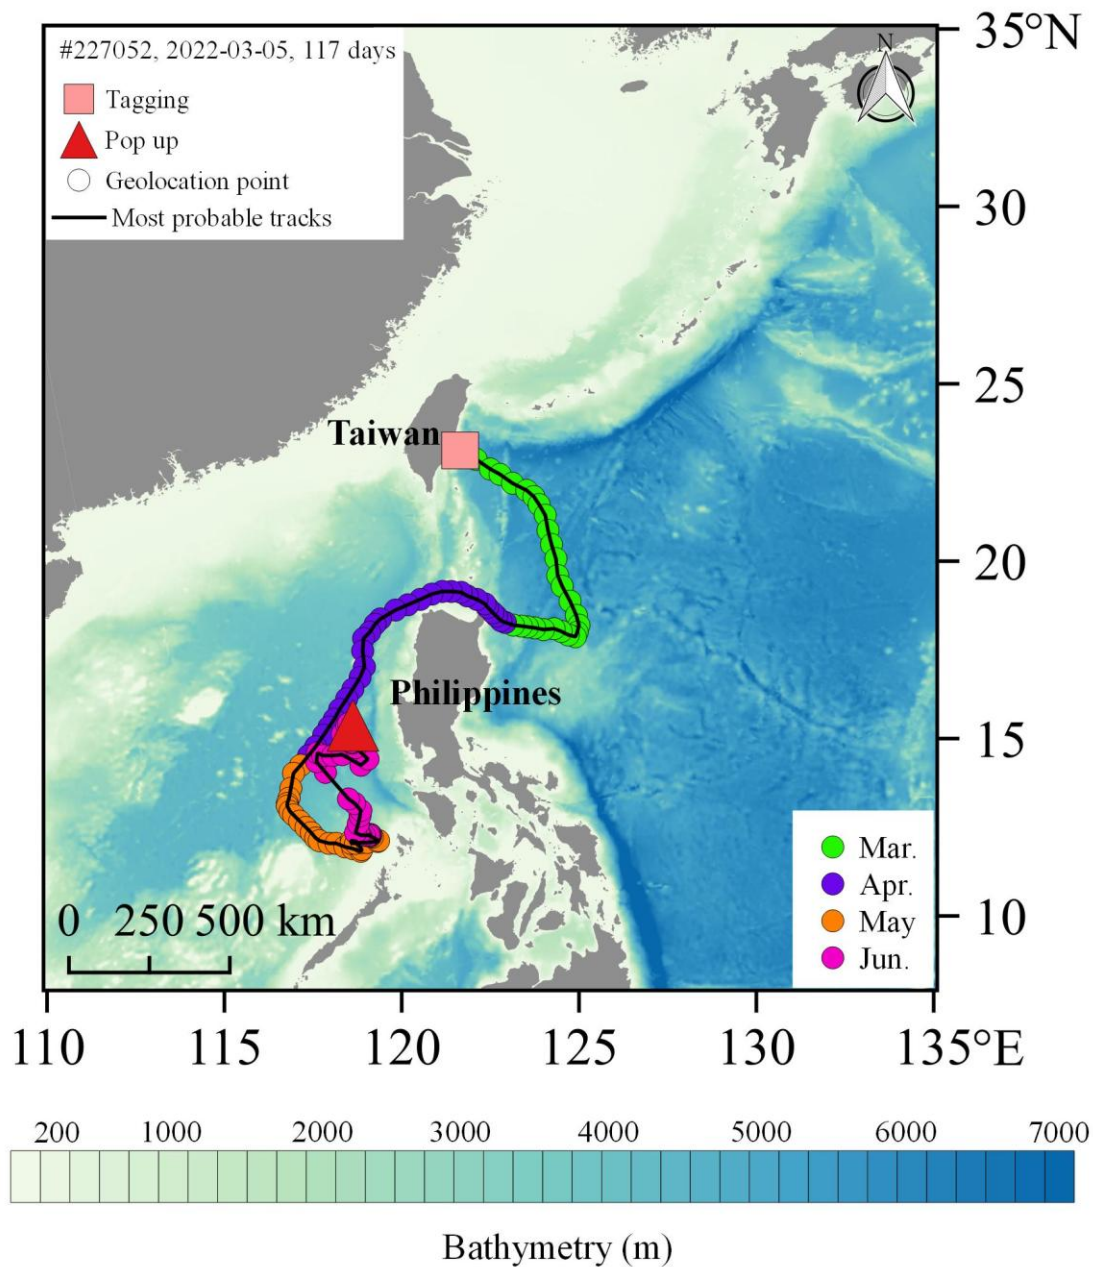 #227052, 2022-03-05, 117 days
Tagging
Pop up
Geolocation point
Most probable tracks
N
35°N
30
25
20
15
10
Taiwan
Philippines
Mar.
Apr.
May
Jun.
0 250 500 km
110 115 120 125 130 135°E
200 1000 2000 3000 4000 5000 6000 7000
Bathymetry (m)